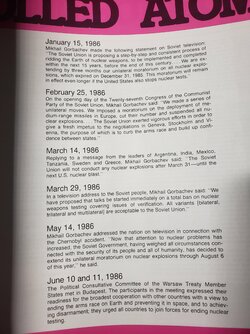 OLLED ATOM
January 15, 1986
Mikhail Gorbachev made the following statement on Soviet television:
"The Soviet Union is proposing a step-by-step and consistent process of
ridding the Earth of nuclear weapons, to be implemented and completed
within the next 15 years, before the end of this century . . . We are ex-
tending by three months our unilateral moratorium on any nuclear explo-
sions, which expired on December 31, 1985. This moratorium will remain
in effect even longer if the United States also stops nuclear tests."
February 25, 1986
On the opening day of the Twenty-seventh Congress of the Communist
Party of the Soviet Union, Mikhail Gorbachev said: "We made a series of
unilateral moves. We imposed a moratorium on the deployment of me-
dium-range missiles in Europe, cut their number and suspended all nu-
clear explosions. . . . The Soviet Union exerted vigorous efforts in order to
give a fresh impetus to the negotiations in Geneva, Stockholm and Vi-
enna, the purpose of which is to curb the arms race and build up confi-
dence between states."
March 14, 1986
Replying to a message from the leaders of Argentina, India, Mexico,
Tanzania, Sweden and Greece, Mikhail Gorbachev said: "The Soviet
Union will not conduct any nuclear explosions after March 31—until the
next U.S. nuclear blast."
March 29, 1986
In a television address to the Soviet people, Mikhail Gorbachev said: "We
have proposed that talks be started immediately on a total ban on nuclear
weapons testing covering issues of verification. All variants [bilateral,
trilateral and multilateral] are acceptable to the Soviet Union."
May 14, 1986
Mikhail Gorbachev addressed the nation on television in connection with
the Chernobyl accident. "Now that attention to nuclear problems has
increased, the Soviet Government, having weighed all circumstances con-
nected with the security of its people and all of humanity, has decided to
extend its unilateral moratorium on nuclear explosions through August 6
of this year," he said.
June 10 and 11, 1986
The Political Consultative Committee of the Warsaw Treaty Member
States met in Budapest. The participants in the meeting expressed their
readiness for the broadest cooperation with other countries with a view to
ending the arms race on Earth and preventing it in space, and to achiev-
ing disarmament; they urged all countries to join forces for ending nuclear
testing.